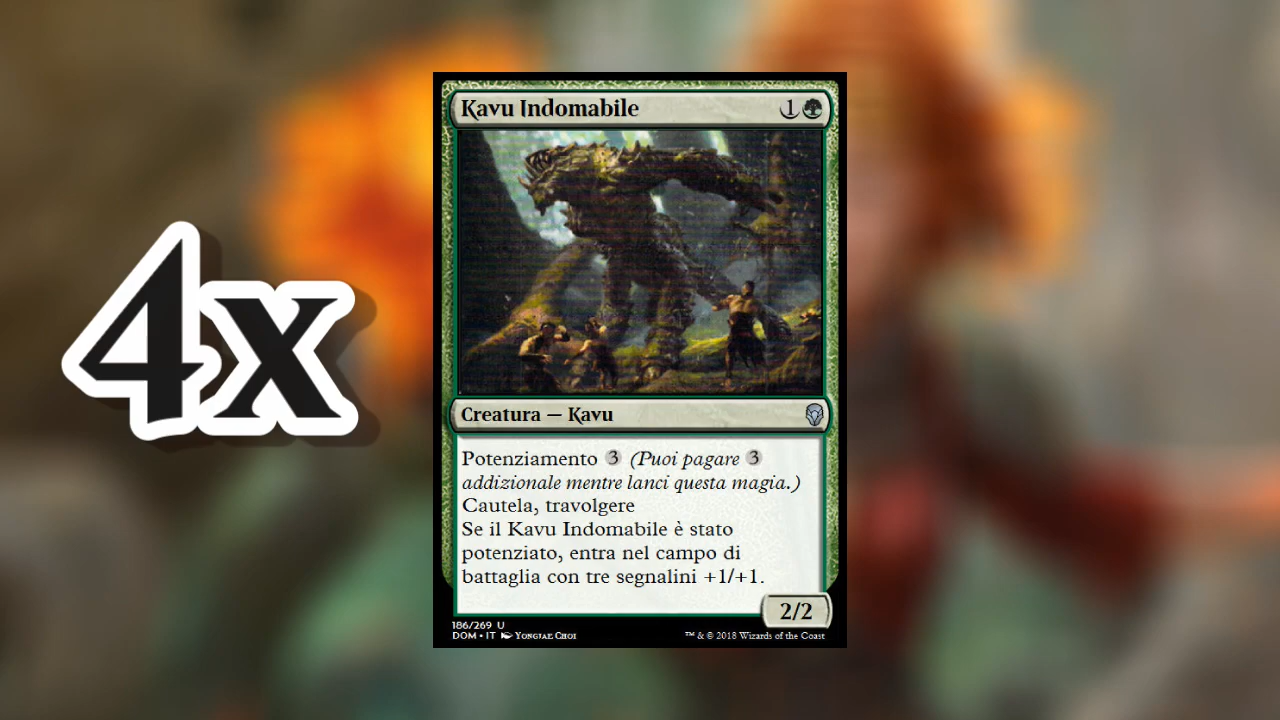 4x
Kavu Indomabile 1
Creatura — Kavu
Potenziamento 3 (Puoi pagare 3
addizionale mentre lanci questa magia.)
Cautela, travolgere
Se il Kavu Indomabile è stato
potenziato, entra nel campo di
battaglia con tre segnalini +1/+1.
2/2
186/269 U
DOM • IT Yongjae Choi
™ & © 2018 Wizards of the Coast